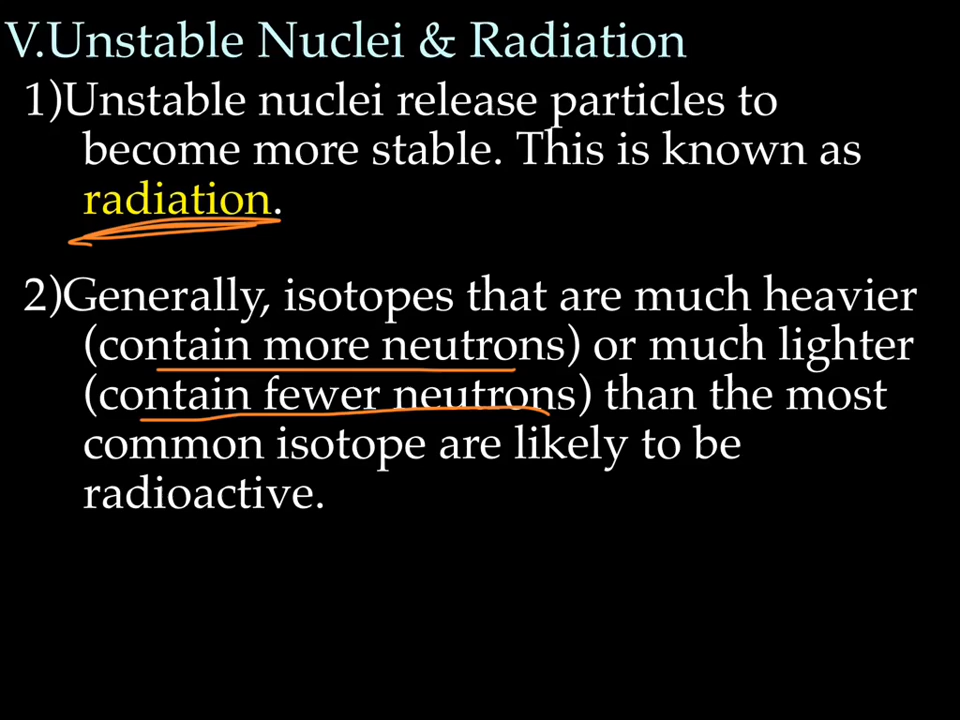 V.Unstable Nuclei & Radiation
1)Unstable nuclei release particles to
become more stable. This is known as
radiation.
2)Generally, isotopes that are much heavier
(contain more neutrons) or much lighter
(contain fewer neutrons) than the most
common isotope are likely to be
radioactive.